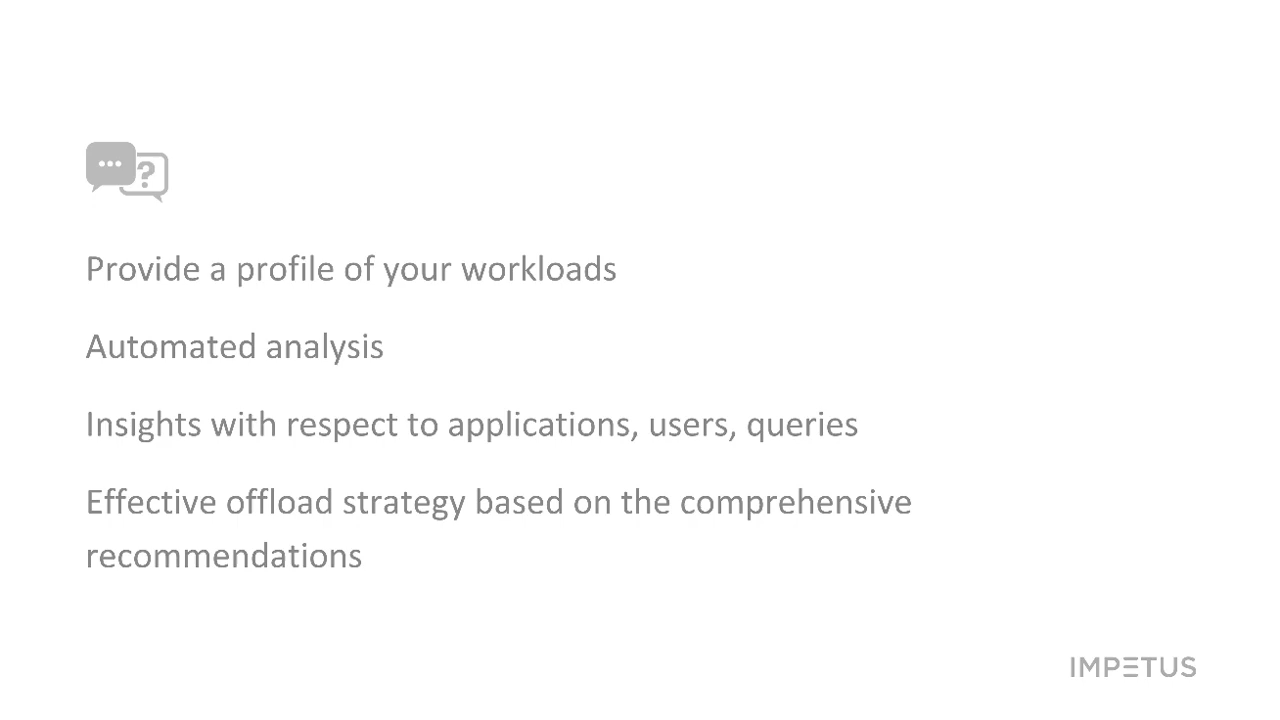 ...
?
Provide a profile of your workloads
Automated analysis
Insights with respect to applications, users, queries
Effective offload strategy based on the comprehensive
recommendations
IMPETUS